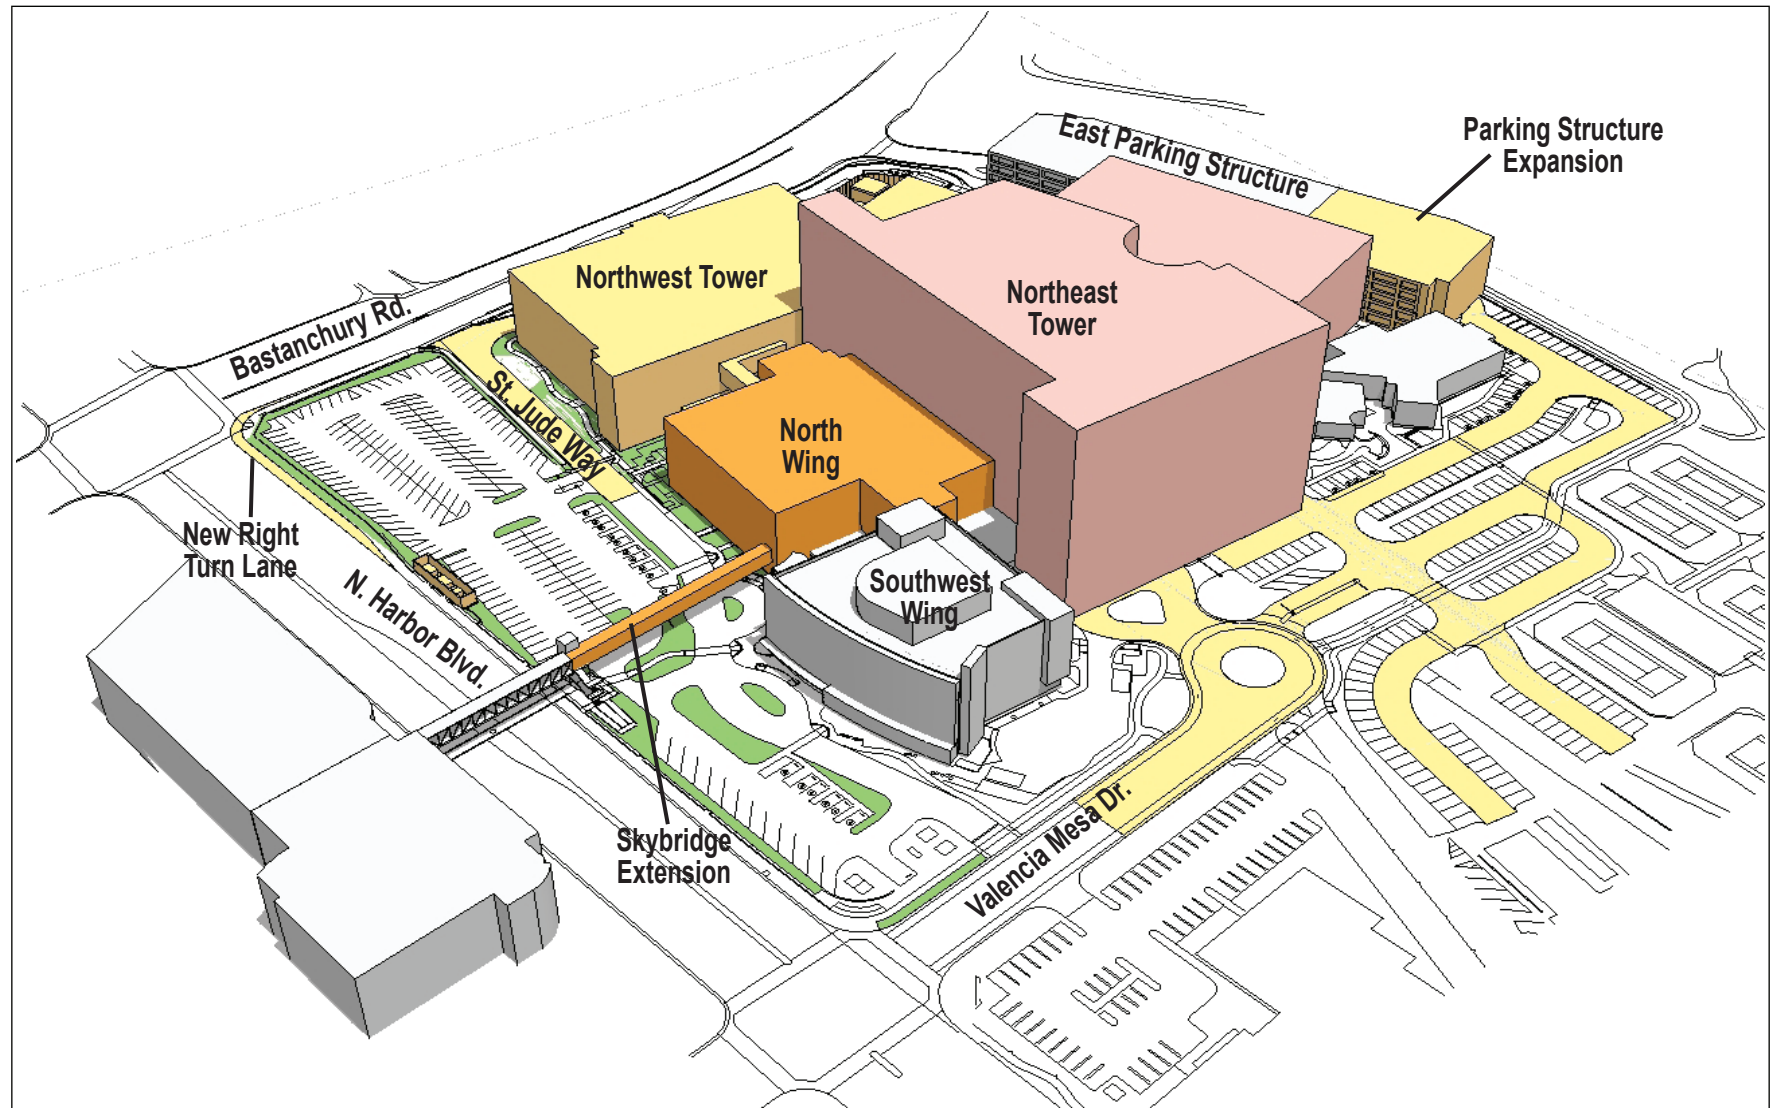 East Parking Structure
Parking Structure
Expansion
Northwest Tower
Northeast
Tower
Bastanchury Rd.
St. Jude Way
North
Wing
New Right
Turn Lane
N. Harbor Blvd.
Southwest
Wing
Skybridge
Extension
Valencia Mesa Dr.